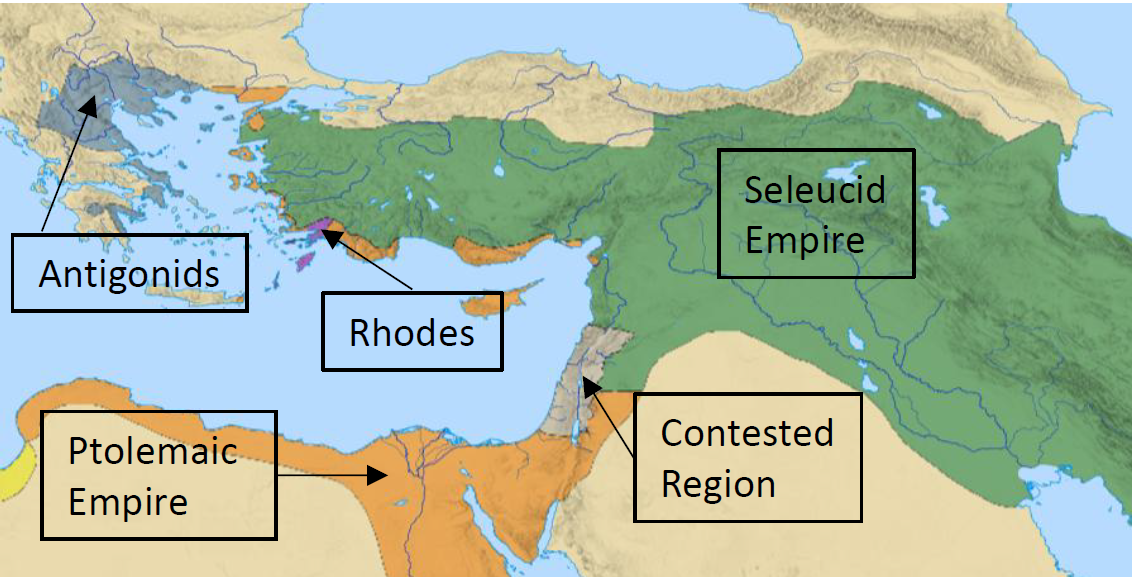 Seleucid
Empire
Antigonids
Rhodes
Ptolemaic
Empire
Contested
Region